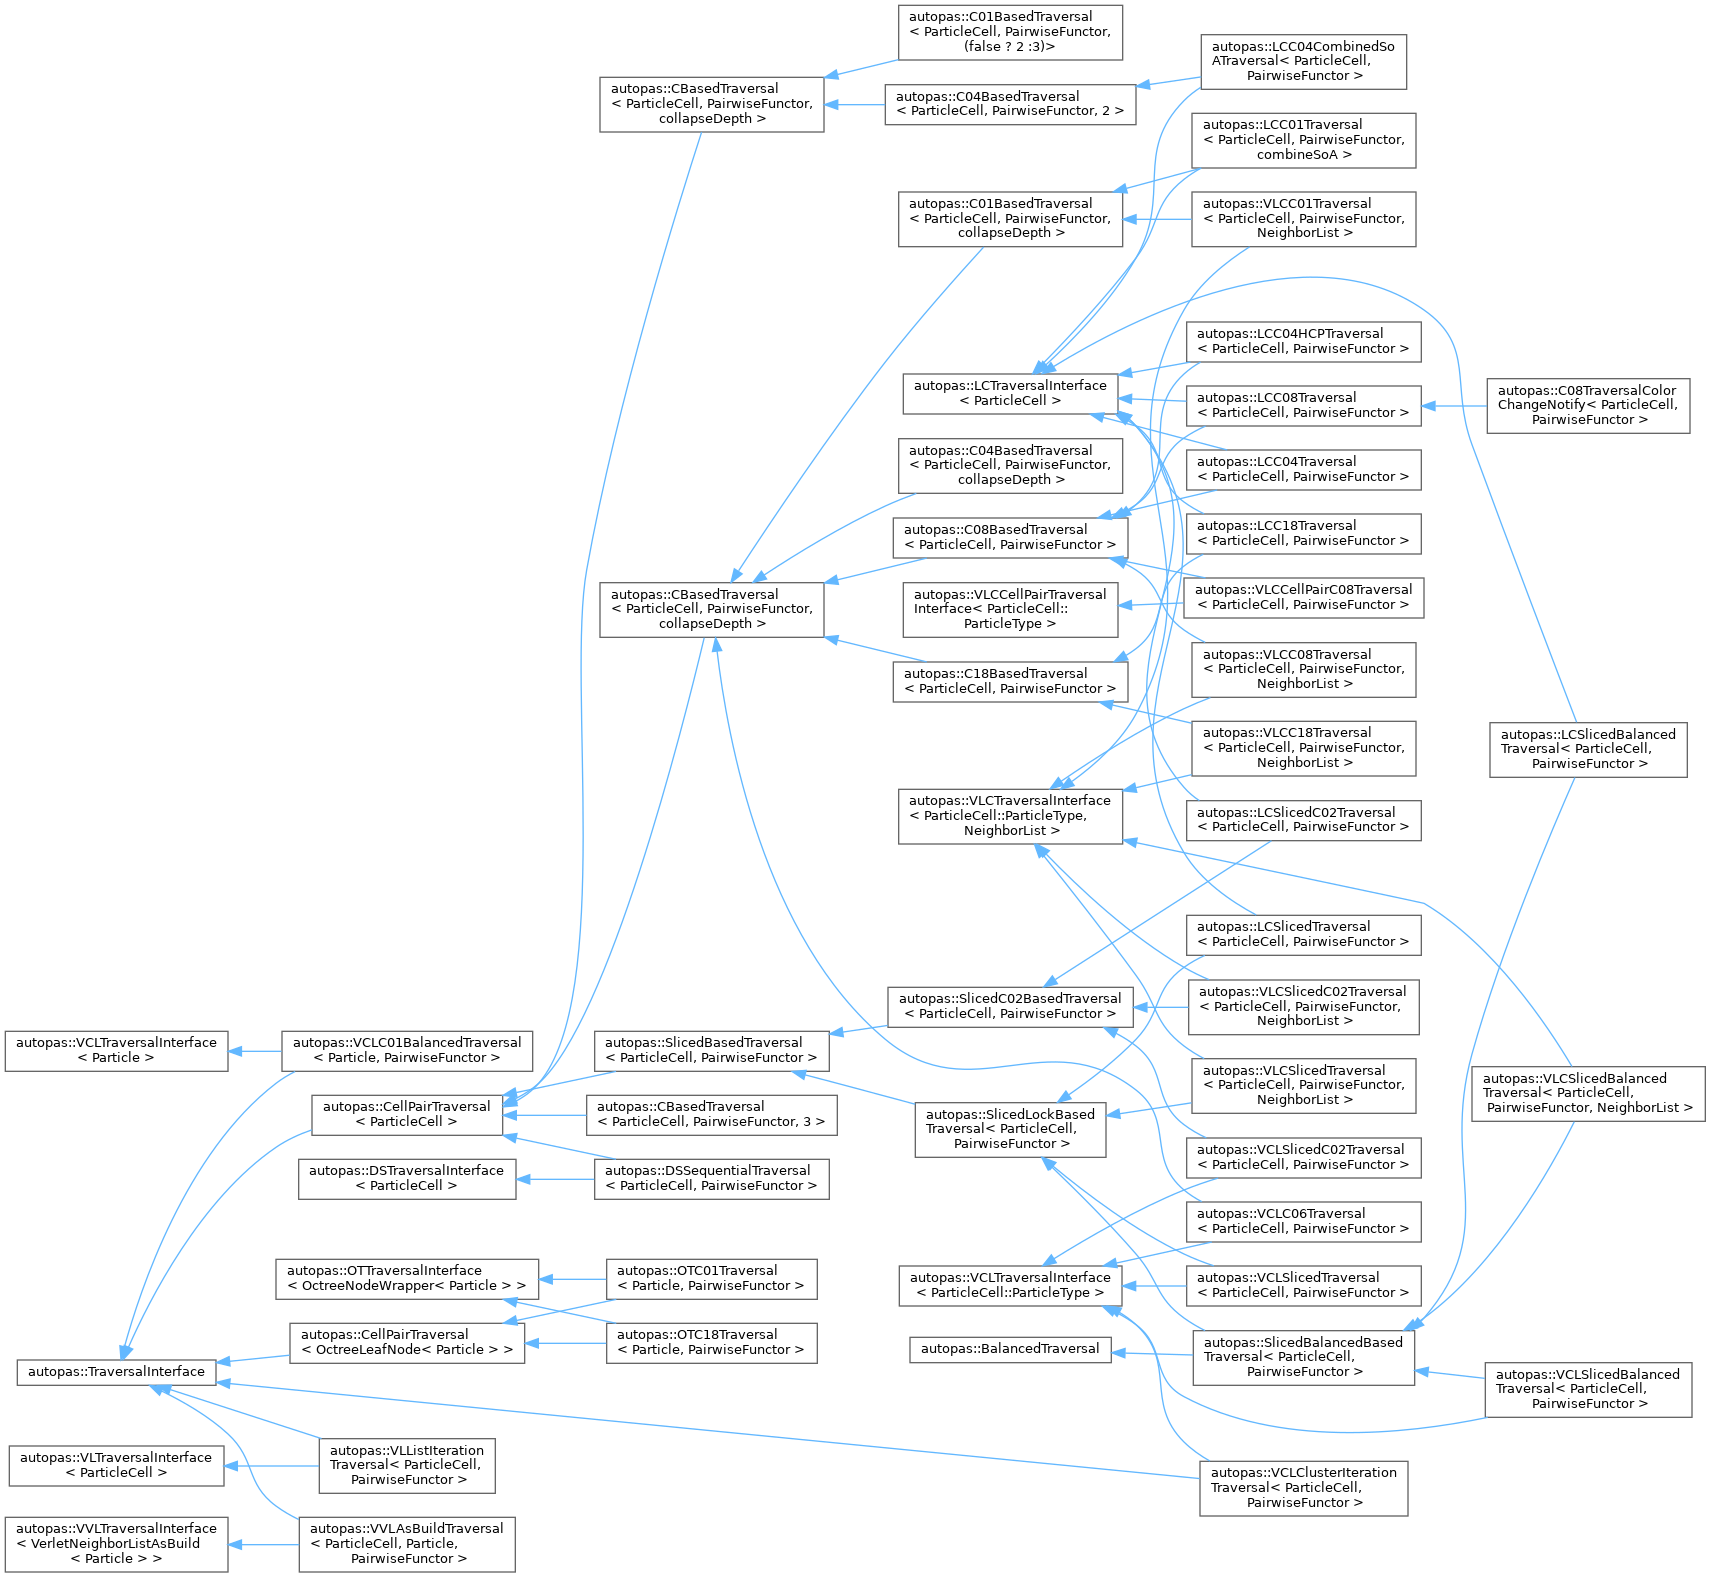 autopas::C01BasedTraversal
< ParticleCell, PairwiseFunctor,
(false ? 2 :3)>
autopas::LCC04CombinedSo
ATraversal< ParticleCell,
PairwiseFunctor >
autopas::CBasedTraversal
< ParticleCell, PairwiseFunctor,
collapseDepth >
autopas::C04BasedTraversal
< ParticleCell, PairwiseFunctor, 2 >
autopas::LCC01Traversal
< ParticleCell, PairwiseFunctor,
combineSoA >
autopas::C01BasedTraversal
< ParticleCell, PairwiseFunctor,
collapseDepth >
autopas::VLCC01Traversal
< ParticleCell, PairwiseFunctor,
NeighborList >
autopas::LCC04HCPTraversal
< ParticleCell, PairwiseFunctor >
autopas::LCTraversalInterface
< ParticleCell >
autopas::LCC08Traversal
< ParticleCell, PairwiseFunctor >
autopas::C08TraversalColor
ChangeNotify< ParticleCell,
PairwiseFunctor >
autopas::C04BasedTraversal
< ParticleCell, PairwiseFunctor,
collapseDepth >
autopas::LCC04Traversal
< ParticleCell, PairwiseFunctor >
autopas::C08BasedTraversal
< ParticleCell, PairwiseFunctor >
autopas::LCC18Traversal
< ParticleCell, PairwiseFunctor >
autopas::CBasedTraversal
< ParticleCell, PairwiseFunctor,
collapseDepth >
autopas::VLCCellPairTraversal
Interface< ParticleCell::
ParticleType >
autopas::VLCCellPairC08Traversal
< ParticleCell, PairwiseFunctor >
autopas::C18BasedTraversal
< ParticleCell, PairwiseFunctor >
autopas::VLCC08Traversal
< ParticleCell, PairwiseFunctor,
NeighborList >
autopas::VLCC18Traversal
< ParticleCell, PairwiseFunctor,
NeighborList >
autopas::LCSlicedBalanced
Traversal< ParticleCell,
PairwiseFunctor >
autopas::VLCTraversalInterface
< ParticleCell::ParticleType,
NeighborList >
autopas::LCSlicedC02Traversal
< ParticleCell, PairwiseFunctor >
autopas::LCSlicedTraversal
< ParticleCell, PairwiseFunctor >
autopas::SlicedC02BasedTraversal
< ParticleCell, PairwiseFunctor >
autopas::VLCSlicedC02Traversal
< ParticleCell, PairwiseFunctor,
NeighborList >
autopas::VCLTraversalInterface
< Particle >
autopas::VCLC01BalancedTraversal
< Particle, PairwiseFunctor >
autopas::SlicedBasedTraversal
< ParticleCell, PairwiseFunctor >
autopas::VLCSlicedTraversal
< ParticleCell, PairwiseFunctor,
NeighborList >
autopas::VLCSlicedBalanced
Traversal< ParticleCell,
PairwiseFunctor, NeighborList >
autopas::CellPairTraversal
< ParticleCell >
autopas::CBasedTraversal
< ParticleCell, PairwiseFunctor, 3 >
autopas::SlicedLockBased
Traversal< ParticleCell,
PairwiseFunctor >
autopas::DSTraversalInterface
< ParticleCell >
autopas::DSSequentialTraversal
< ParticleCell, PairwiseFunctor >
autopas::VCLSlicedC02Traversal
< ParticleCell, PairwiseFunctor >
autopas::VCLC06Traversal
< ParticleCell, PairwiseFunctor >
autopas::OTTraversalInterface
< OctreeNodeWrapper< Particle > >
autopas::OTC01Traversal
< Particle, PairwiseFunctor >
autopas::VCLTraversalInterface
< ParticleCell::ParticleType >
autopas::VCLSlicedTraversal
< ParticleCell, PairwiseFunctor >
autopas::CellPairTraversal
< OctreeLeafNode< Particle > >
autopas::OTC18Traversal
< Particle, PairwiseFunctor >
autopas::BalancedTraversal
autopas::SlicedBalancedBased
Traversal< ParticleCell,
PairwiseFunctor >
autopas::TraversalInterface
autopas::VCLSlicedBalanced
Traversal< ParticleCell,
PairwiseFunctor >
autopas::VLTraversalInterface
< ParticleCell >
autopas::VLListIteration
Traversal< ParticleCell,
PairwiseFunctor >
autopas::VCLClusterIteration
Traversal< ParticleCell,
PairwiseFunctor >
autopas::VVLTraversalInterface
< VerletNeighborListAsBuild
< Particle > >
autopas::VVLAsBuildTraversal
< ParticleCell, Particle,
PairwiseFunctor >